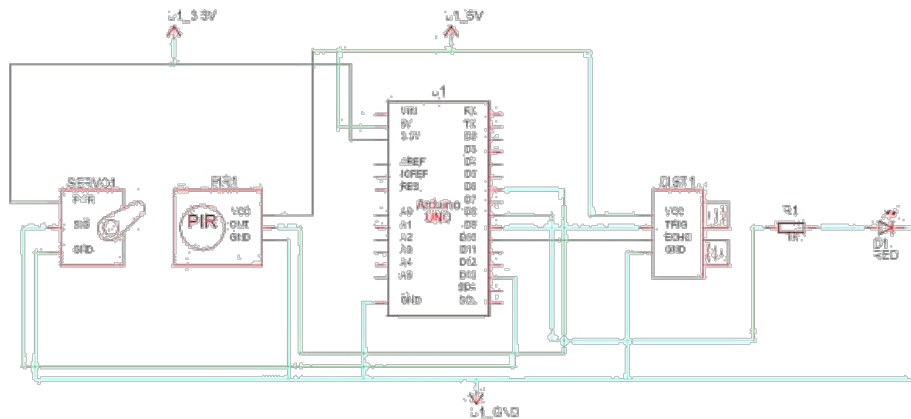 U1_3.3V
U1_5V
U1
VIN
5V
3.3V
AREF
IOREF
RES
A0
A1
A2
A3
A4
A5
GND
Arduino
UNO
RX
TX
D2
D3
D4
D5
D6
D7
D8
D9
D10
D11
D12
D13
SDA
SCL
SERVO1
PWR
SIG
GND
PIR1
PIR
VCC
OUT
GND
DIST1
VCC
TRIG
ECHO
GND
R1
D1
RED
U1_GND